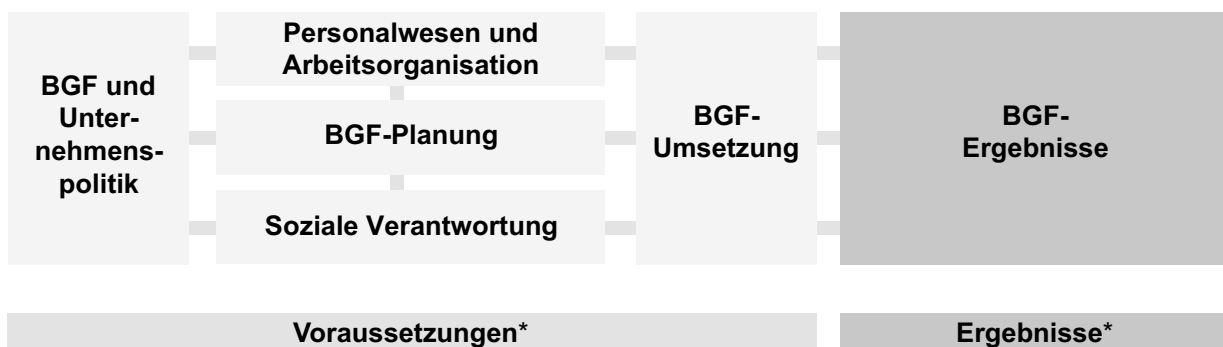 BGF und
Unter-
nehmens-
politik
Personalwesen und
Arbeitsorganisation
BGF-Planung
Soziale Verantwortung
BGF-
Umsetzung
BGF-
Ergebnisse
Voraussetzungen*
Ergebnisse*